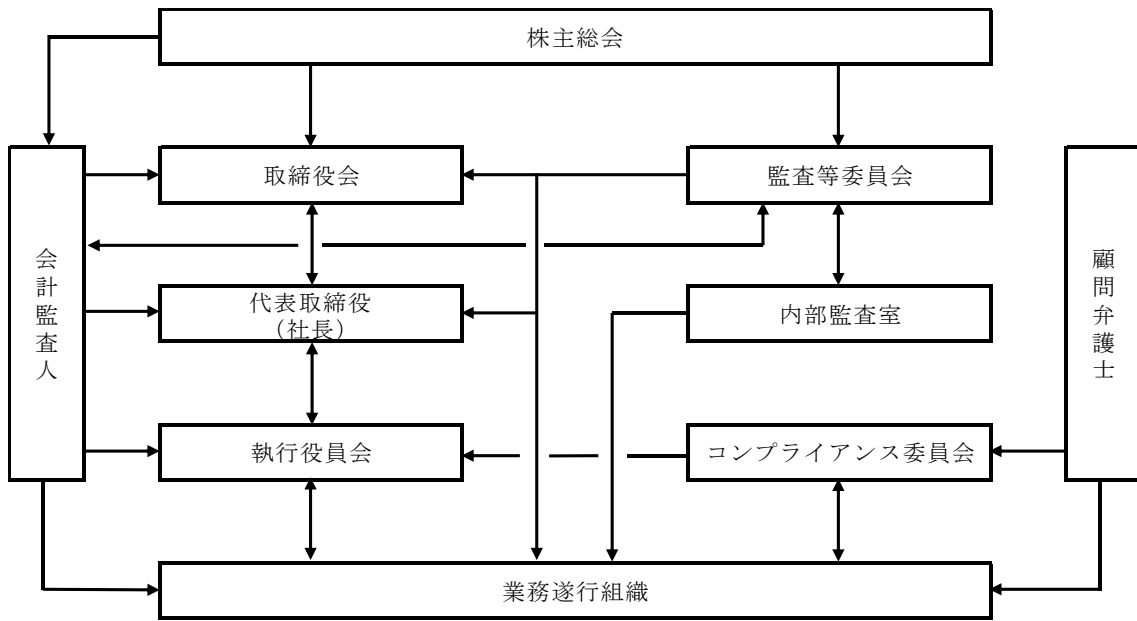 株主総会
取締役会
監査等委員会
会計監査人
顧問弁護士
代表取締役
（社長）
内部監査室
執行役員会
コンプライアンス委員会
業務遂行組織